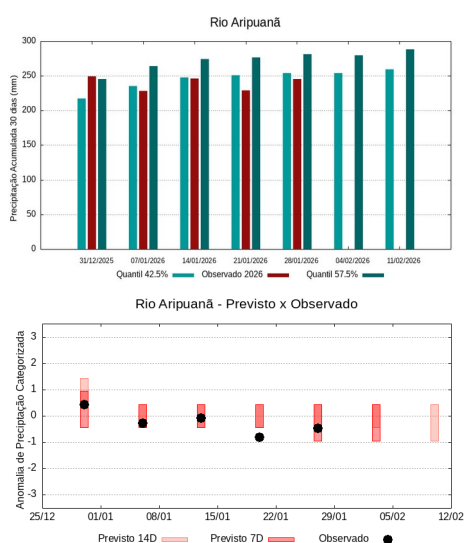 Rio Aripuanã
Precipitação Acumulada 30 dias (mm)
300
250
200
150
100
50
0
31/12/2025 07/01/2026 14/01/2026 21/01/2026 28/01/2026 04/02/2026 11/02/2026
Quantil 42.5% Observado 2026 Quantil 57.5%
Rio Aripuanã - Previsto x Observado
Anomalia de Precipitação Categorizada
3
2
1
0
-1
-2
-3
25/12 01/01 08/01 15/01 22/01 29/01 05/02 12/02
Previsto 14D Previsto 7D Observado